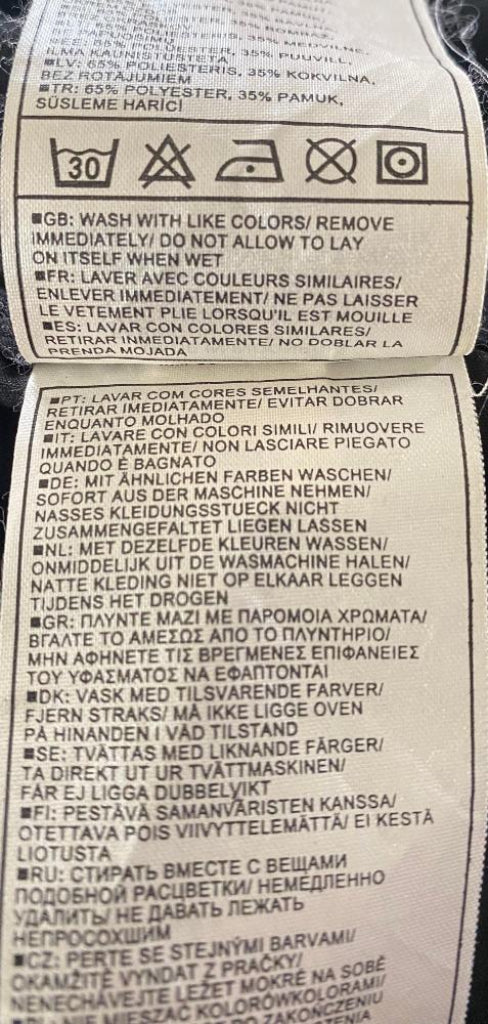 BEZ ROTĀJUMIEM
■LV: 65% POLIESTERIS, 35% KOKVILNA,
■TR: 65% POLYESTER, 35% PAMUK,
SÜSLEME HARİCİ
30
■GB: WASH WITH LIKE COLORS/ REMOVE
IMMEDIATELY/ DO NOT ALLOW TO LAY
ON ITSELF WHEN WET
■FR: LAVER AVEC COULEURS SIMILAIRES/
ENLEVER IMMEDIATEMENT/ NE PAS LAISSER
LE VETEMENT PLIE LORSQU'IL EST MOUILLE
■ES: LAVAR CON COLORES SIMILARES/
RETIRAR INMEDIATAMENTE/ NO DOBLAR LA
PRENDA MOJADA
■PT: LAVAR COM CORES SEMELHANTES/
RETIRAR IMEDIATAMENTE/ EVITAR DOBRAR
ENQUANTO MOLHADO
■IT: LAVARE CON COLORI SIMILI/ RIMUOVERE
IMMEDIATAMENTE/ NON LASCIARE PIEGATO
QUANDO È BAGNATO
■DE: MIT ÄHNLICHEN FARBEN WASCHEN/
SOFORT AUS DER MASCHINE NEHMEN/
NASSES KLEIDUNGSSTUECK NICHT
ZUSAMMENGEFALTET LIEGEN LASSEN
■NL: MET DEZELFDE KLEUREN WASSEN/
ONMIDDELIJK UIT DE WASMACHINE HALEN/
NATTE KLEDING NIET OP ELKAAR LEGGEN
TIJDENS HET DROGEN
■GR: ΠΛΥΝΤΕ ΜΑΖΙ ΜΕ ΠΑΡΟΜΟΙΑ ΧΡΩΜΑΤΑ/
ΒΓΑΛΤΕ ΤΟ ΑΜΕΣΩΣ ΑΠΟ ΤΟ ΠΛΥΝΤΗΡΙΟ/
ΜΗΝ ΑΦΗΝΕΤΕ ΤΙΣ ΒΡΕΓΜΕΝΕΣ ΕΠΙΦΑΝΕΙΕΣ
ΤΟΥ ΥΦΑΣΜΑΤΟΣ ΝΑ ΕΦΑΠΤΟΝΤΑΙ
■DK: VASK MED TILSVARENDE FARVER/
FJERN STRAKS/ MÅ IKKE LIGGE OVEN
PÅ HINANDEN I VÅD TILSTAND
■SE: TVÄTTAS MED LIKNANDE FÄRGER/
TA DIREKT UT UR TVÄTTMASKINEN/
FÅR EJ LIGGA DUBBELVIKT
■FI: PESTÄVÄ SAMANVÄRISTEN KANSSA/
OTETTAVA POIS VIIVYTTELEMÄTTÄ/ EI KESTÄ
LIOTUSTA
■RU: СТИРАТЬ ВМЕСТЕ С ВЕЩАМИ
ПОДОБНОЙ РАСЦВЕТКИ/ НЕМЕДЛЕННО
УДАЛИТЬ/ НЕ ДАВАТЬ ЛЕЖАТЬ
НЕПРОСОХШИМ
■CZ: PERTE SE STEJNÝMI BARVAMI/
OKAMŽITĚ VYNDAT Z PRAČKY/
NENECHÁVEJTE LEŽET MOKRÉ NA SOBĚ
NIE MIESZAĆ KOLORÓWKOLORAMI/
PO ZAKOŃCZENIU